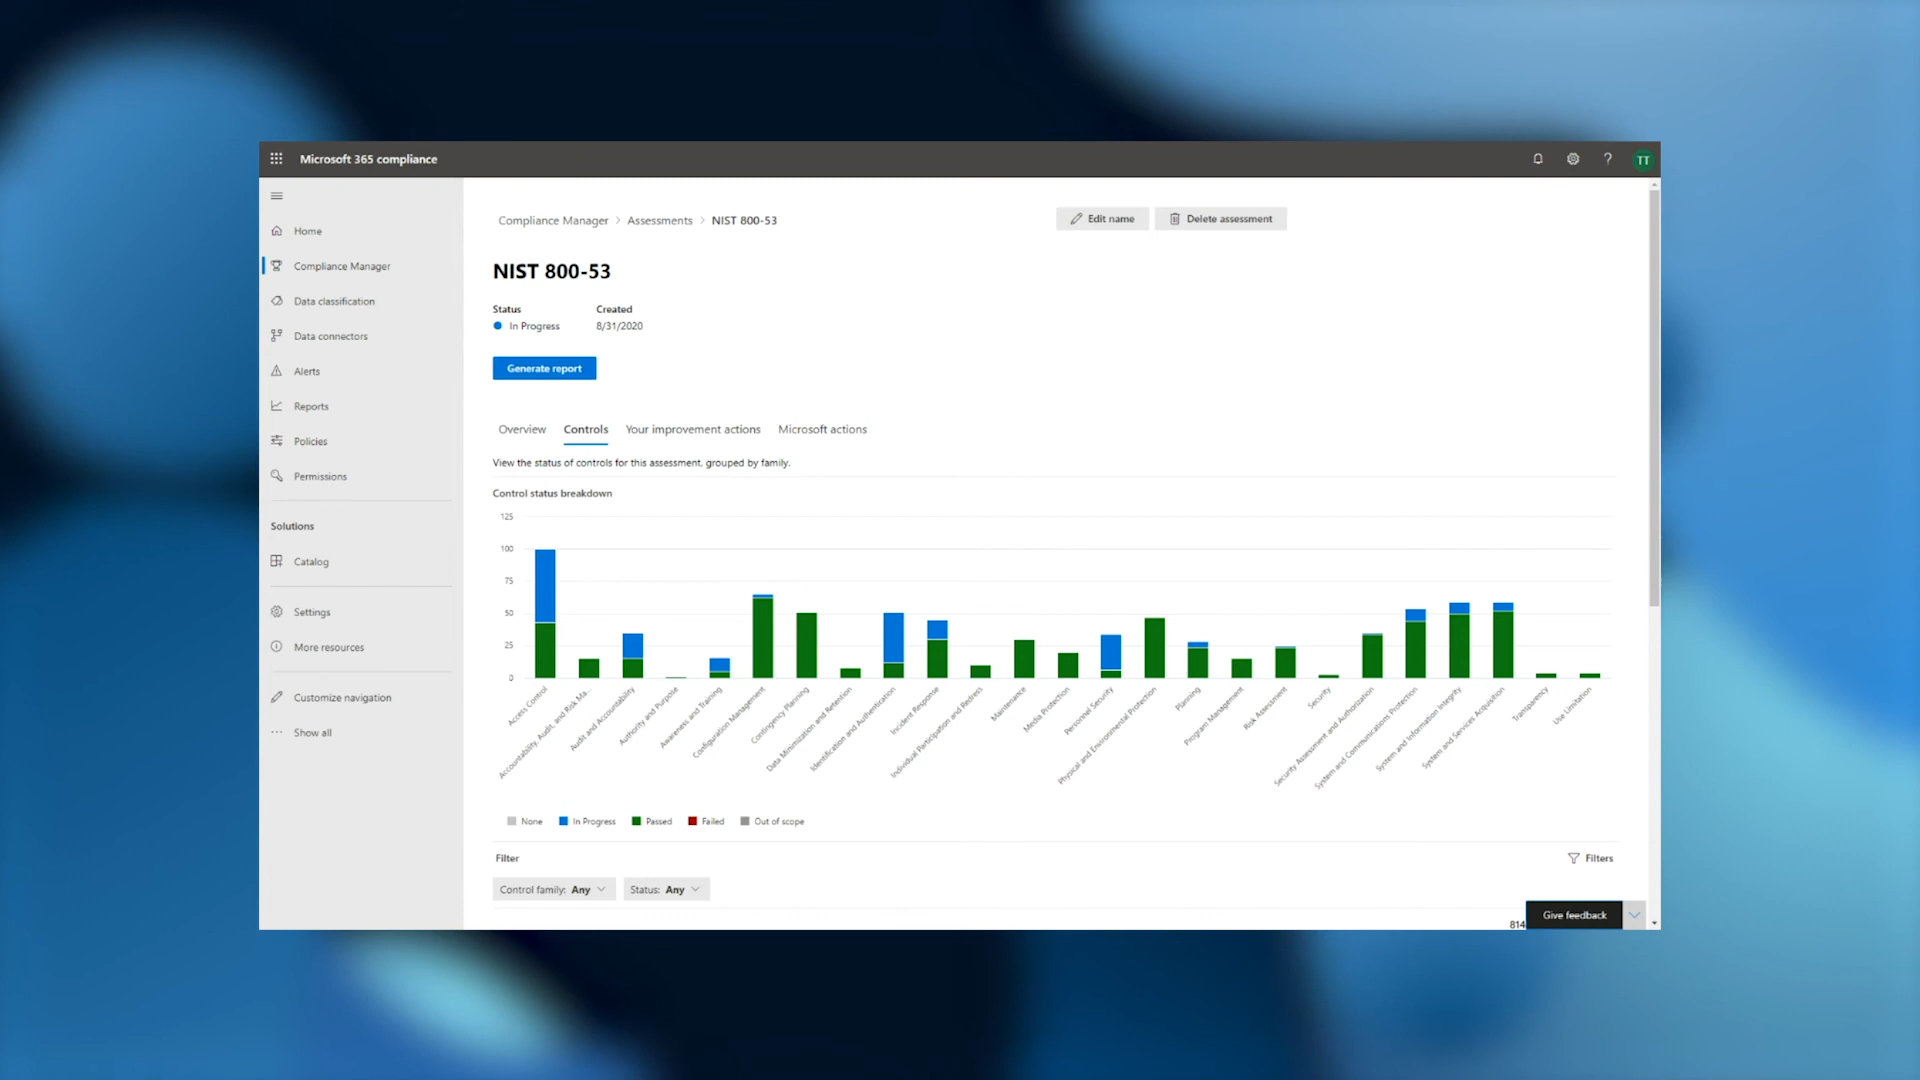 Microsoft 365 compliance
?
TT
Home
Compliance Manager
Data classification
Data connectors
Alerts
Reports
Policies
Permissions
Solutions
Catalog
Settings
More resources
Customize navigation
Show all
Compliance Manager > Assessments > NIST 800-53
Edit name
Delete assessment
NIST 800-53
Status Created
In Progress 8/31/2020
Generate report
Overview Controls Your improvement actions Microsoft actions
View the status of controls for this assessment, grouped by family.
Control status breakdown
125
100
75
50
25
0
Access Control
Accountability, Audit, and Risk Ma...
Audit and Accountability
Authority and Purpose
Awareness and Training
Configuration Management
Contingency Planning
Data Minimization and Retention
Identification and Authentication
Incident Response
Individual Participation and Redress
Maintenance
Media Protection
Personnel Security
Physical and Environmental Protection
Planning
Program Management
Risk Assessment
Security
Security Assessment and Authorization
System and Communications Protection
System and Information Integrity
System and Services Acquisition
Transparency
Use Limitation
None In Progress Passed Failed Out of scope
Filter
Filters
Control family: Any Status: Any
814
Give feedback